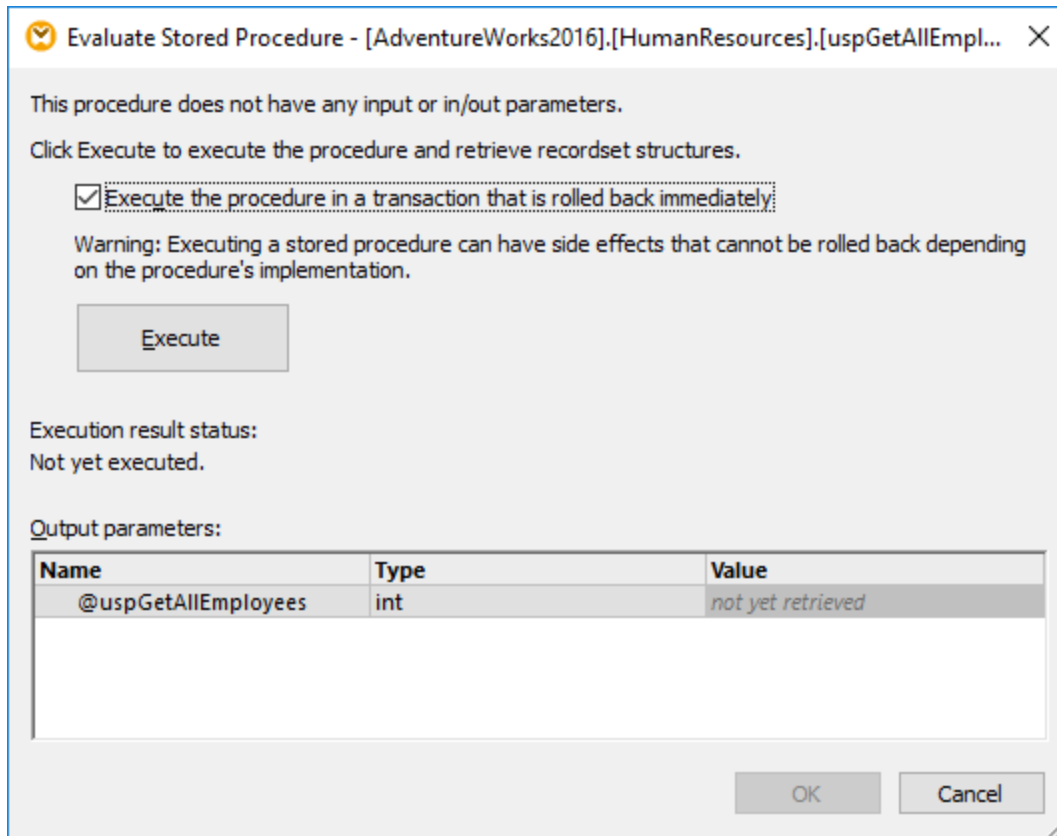 Evaluate Stored Procedure - [AdventureWorks2016].[HumanResources].[uspGetAllEmpl...
This procedure does not have any input or in/out parameters.
Click Execute to execute the procedure and retrieve recordset structures.
Execute the procedure in a transaction that is rolled back immediately
Warning: Executing a stored procedure can have side effects that cannot be rolled back depending
on the procedure's implementation.
Execute
Execution result status:
Not yet executed.
Output parameters:
Name Type Value
@uspGetAllEmployees int not yet retrieved
OK Cancel